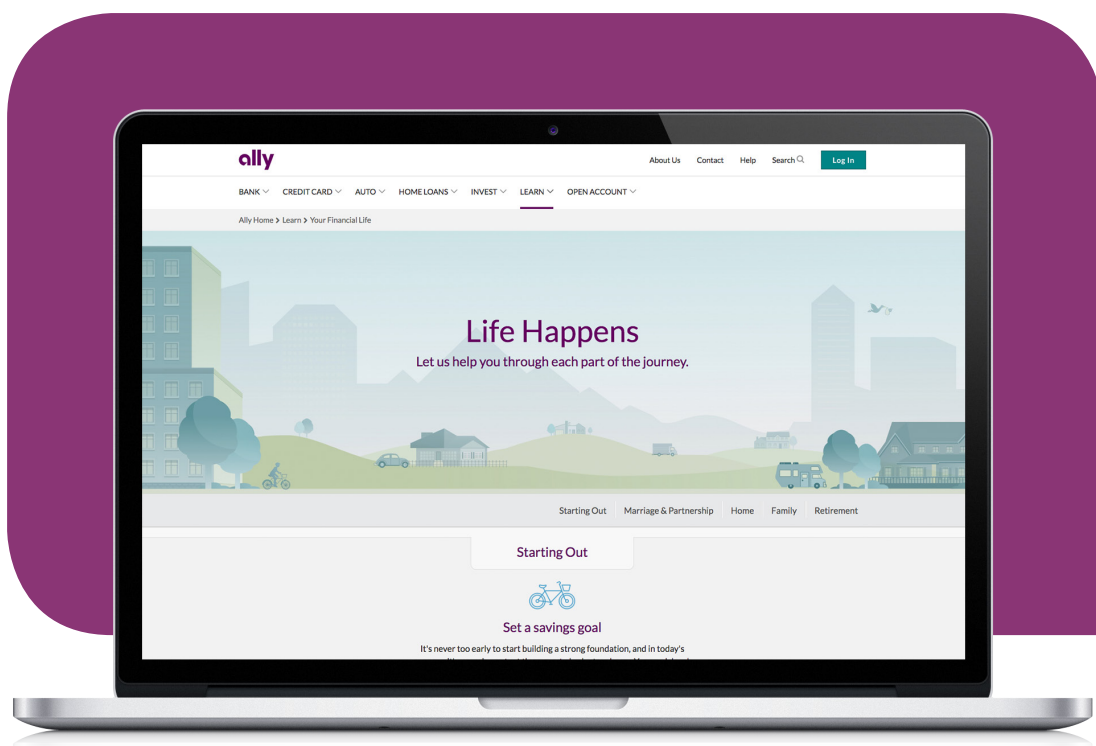 ally
About Us Contact Help Search Log In
BANK CREDIT CARD AUTO HOME LOANS INVEST LEARN OPEN ACCOUNT
Ally Home > Learn > Your Financial Life
Life Happens
Let us help you through each part of the journey.
Starting Out Marriage & Partnership Home Family Retirement
Starting Out
Set a savings goal
It's never too early to start building a strong foundation, and in today's